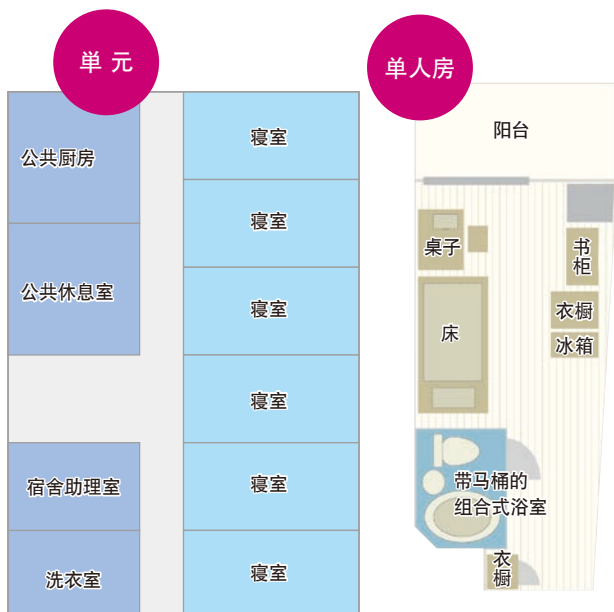 単 元
公共厨房
公共休息室
宿舍助理室
洗衣室
寝室
寝室
寝室
寝室
寝室
寝室
单人房
阳台
桌子
书柜
衣橱
冰箱
床
带马桶的
组合式浴室
衣橱